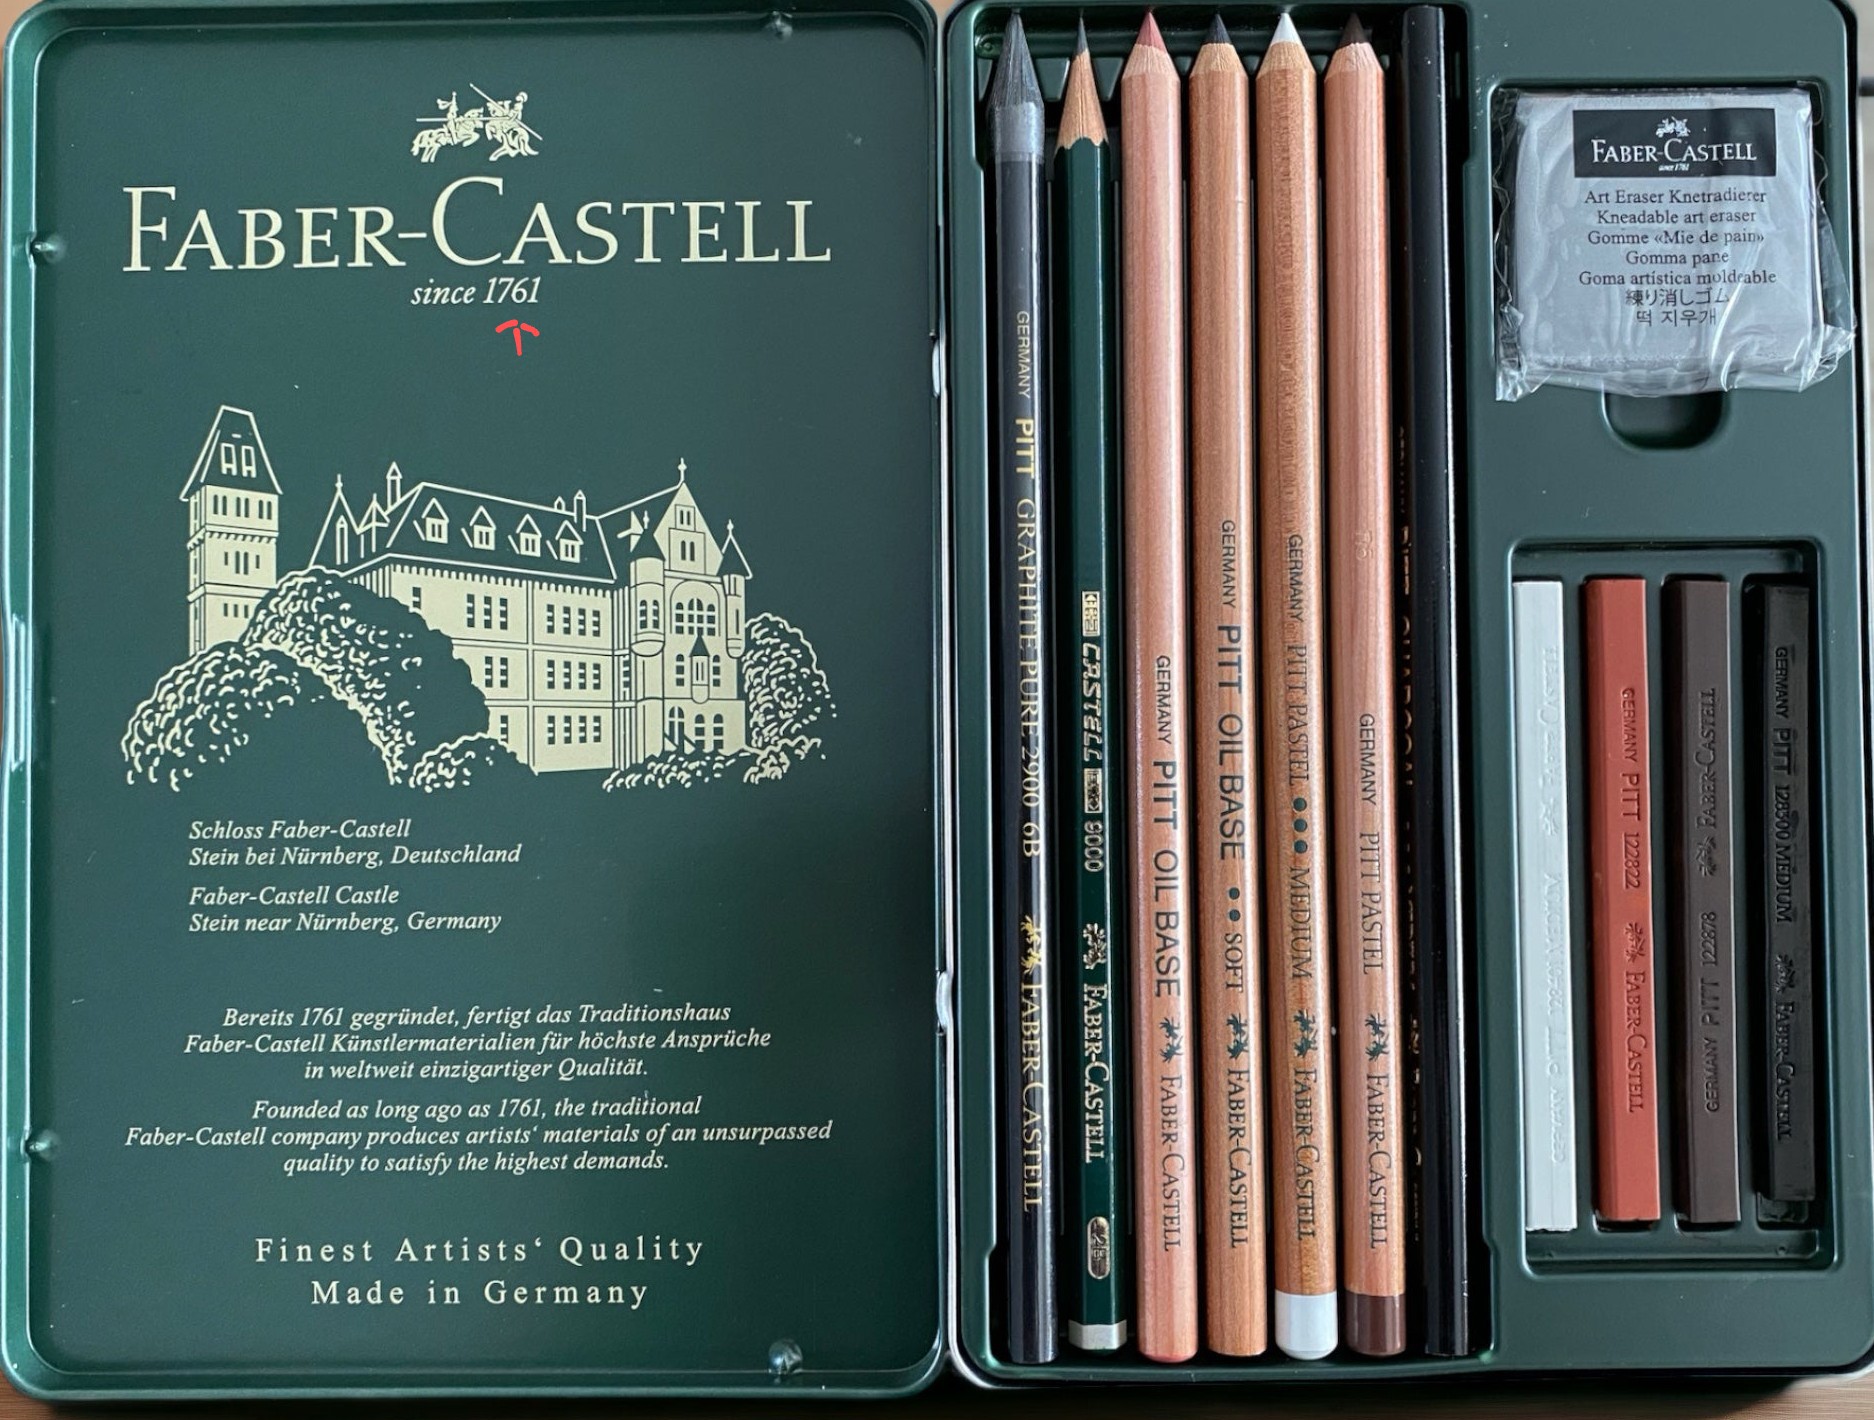 FABER-CASTELL
since 1761
Schloss Faber-Castell
Stein bei Nürnberg, Deutschland
Faber-Castell Castle
Stein near Nürnberg, Germany
Bereits 1761 gegründet, fertigt das Traditionshaus
Faber-Castell Künstlermaterialien für höchste Ansprüche
in weltweit einzigartiger Qualität.
Founded as long ago as 1761, the traditional
Faber-Castell company produces artists‘ materials of an unsurpassed
quality to satisfy the highest demands.
Finest Artists‘ Quality
Made in Germany
GERMANY PITT GRAPHITE PURE 2900 6B FABER-CASTELL
CASTELL 9000 FABER-CASTELL
GERMANY PITT OIL BASE FABER-CASTELL
GERMANY PITT OIL BASE •• SOFT FABER-CASTELL
GERMANY PITT PASTEL ••• MEDIUM FABER-CASTELL
GERMANY PITT PASTEL FABER-CASTELL
FABER-CASTELL
since 1761
Art Eraser Knetradierer
Kneadable art eraser
Gomme «Mie de pain»
Gomma pane
Goma artística moldeable
練り消しゴム
떡 지우개
GERMANY PITT 122822 FABER-CASTELL
GERMANY PITT 122878 FABER-CASTELL
GERMANY PITT 128300 MEDIUM FABER-CASTELL